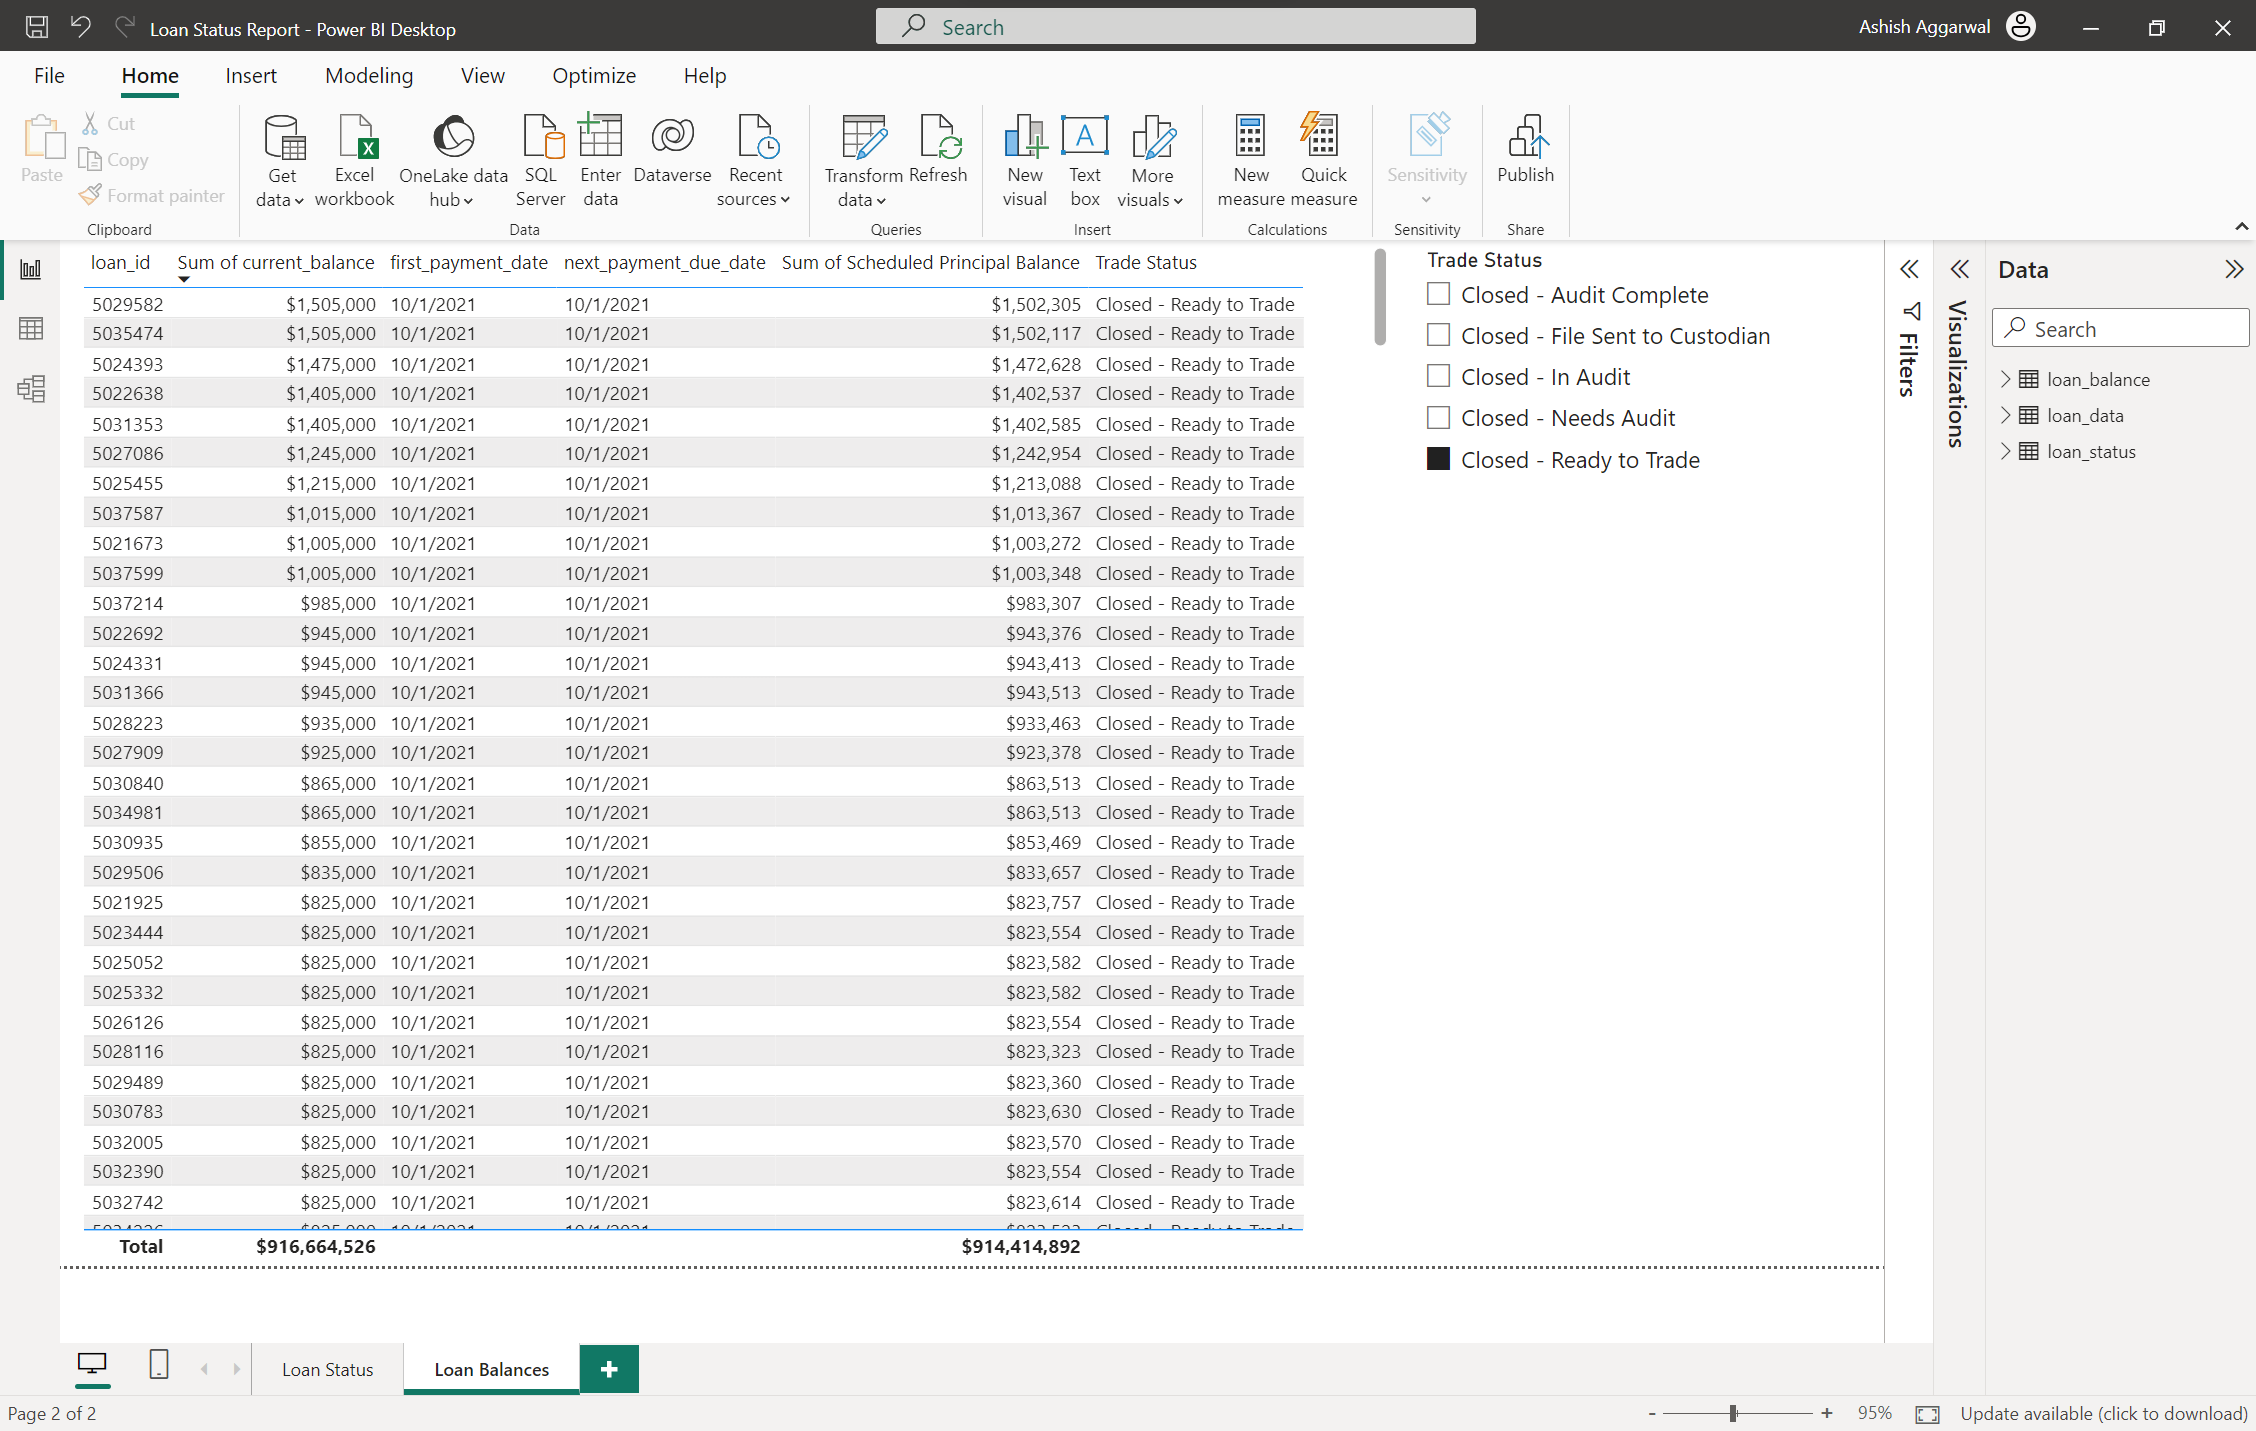 Loan Status Report - Power BI Desktop
Search
Ashish Aggarwal
File Home Insert Modeling View Optimize Help
Paste
Cut
Copy
Format painter
Clipboard
Get data
Excel workbook
OneLake data hub
SQL Server
Enter data
Dataverse
Recent sources
Data
Transform data
Refresh
Queries
New visual
Text box
More visuals
Insert
New measure
Quick measure
Calculations
Sensitivity
Sensitivity
Publish
Share
loan_id Sum of current_balance first_payment_date next_payment_due_date Sum of Scheduled Principal Balance Trade Status
5029582 $1,505,000 10/1/2021 10/1/2021 $1,502,305 Closed - Ready to Trade
5035474 $1,505,000 10/1/2021 10/1/2021 $1,502,117 Closed - Ready to Trade
5024393 $1,475,000 10/1/2021 10/1/2021 $1,472,628 Closed - Ready to Trade
5022638 $1,405,000 10/1/2021 10/1/2021 $1,402,537 Closed - Ready to Trade
5031353 $1,405,000 10/1/2021 10/1/2021 $1,402,585 Closed - Ready to Trade
5027086 $1,245,000 10/1/2021 10/1/2021 $1,242,954 Closed - Ready to Trade
5025455 $1,215,000 10/1/2021 10/1/2021 $1,213,088 Closed - Ready to Trade
5037587 $1,015,000 10/1/2021 10/1/2021 $1,013,367 Closed - Ready to Trade
5021673 $1,005,000 10/1/2021 10/1/2021 $1,003,272 Closed - Ready to Trade
5037599 $1,005,000 10/1/2021 10/1/2021 $1,003,348 Closed - Ready to Trade
5037214 $985,000 10/1/2021 10/1/2021 $983,307 Closed - Ready to Trade
5022692 $945,000 10/1/2021 10/1/2021 $943,376 Closed - Ready to Trade
5024331 $945,000 10/1/2021 10/1/2021 $943,413 Closed - Ready to Trade
5031366 $945,000 10/1/2021 10/1/2021 $943,513 Closed - Ready to Trade
5028223 $935,000 10/1/2021 10/1/2021 $933,463 Closed - Ready to Trade
5027909 $925,000 10/1/2021 10/1/2021 $923,378 Closed - Ready to Trade
5030840 $865,000 10/1/2021 10/1/2021 $863,513 Closed - Ready to Trade
5034981 $865,000 10/1/2021 10/1/2021 $863,513 Closed - Ready to Trade
5030935 $855,000 10/1/2021 10/1/2021 $853,469 Closed - Ready to Trade
5029506 $835,000 10/1/2021 10/1/2021 $833,657 Closed - Ready to Trade
5021925 $825,000 10/1/2021 10/1/2021 $823,757 Closed - Ready to Trade
5023444 $825,000 10/1/2021 10/1/2021 $823,554 Closed - Ready to Trade
5025052 $825,000 10/1/2021 10/1/2021 $823,582 Closed - Ready to Trade
5025332 $825,000 10/1/2021 10/1/2021 $823,582 Closed - Ready to Trade
5026126 $825,000 10/1/2021 10/1/2021 $823,554 Closed - Ready to Trade
5028116 $825,000 10/1/2021 10/1/2021 $823,323 Closed - Ready to Trade
5029489 $825,000 10/1/2021 10/1/2021 $823,360 Closed - Ready to Trade
5030783 $825,000 10/1/2021 10/1/2021 $823,630 Closed - Ready to Trade
5032005 $825,000 10/1/2021 10/1/2021 $823,570 Closed - Ready to Trade
5032390 $825,000 10/1/2021 10/1/2021 $823,554 Closed - Ready to Trade
5032742 $825,000 10/1/2021 10/1/2021 $823,614 Closed - Ready to Trade
Total $916,664,526 $914,414,892
Trade Status
Closed - Audit Complete
Closed - File Sent to Custodian
Closed - In Audit
Closed - Needs Audit
Closed - Ready to Trade
Filters
Visualizations
Data
Search
loan_balance
loan_data
loan_status
Loan Status
Loan Balances
+
Page 2 of 2
- + 95%
Update available (click to download)